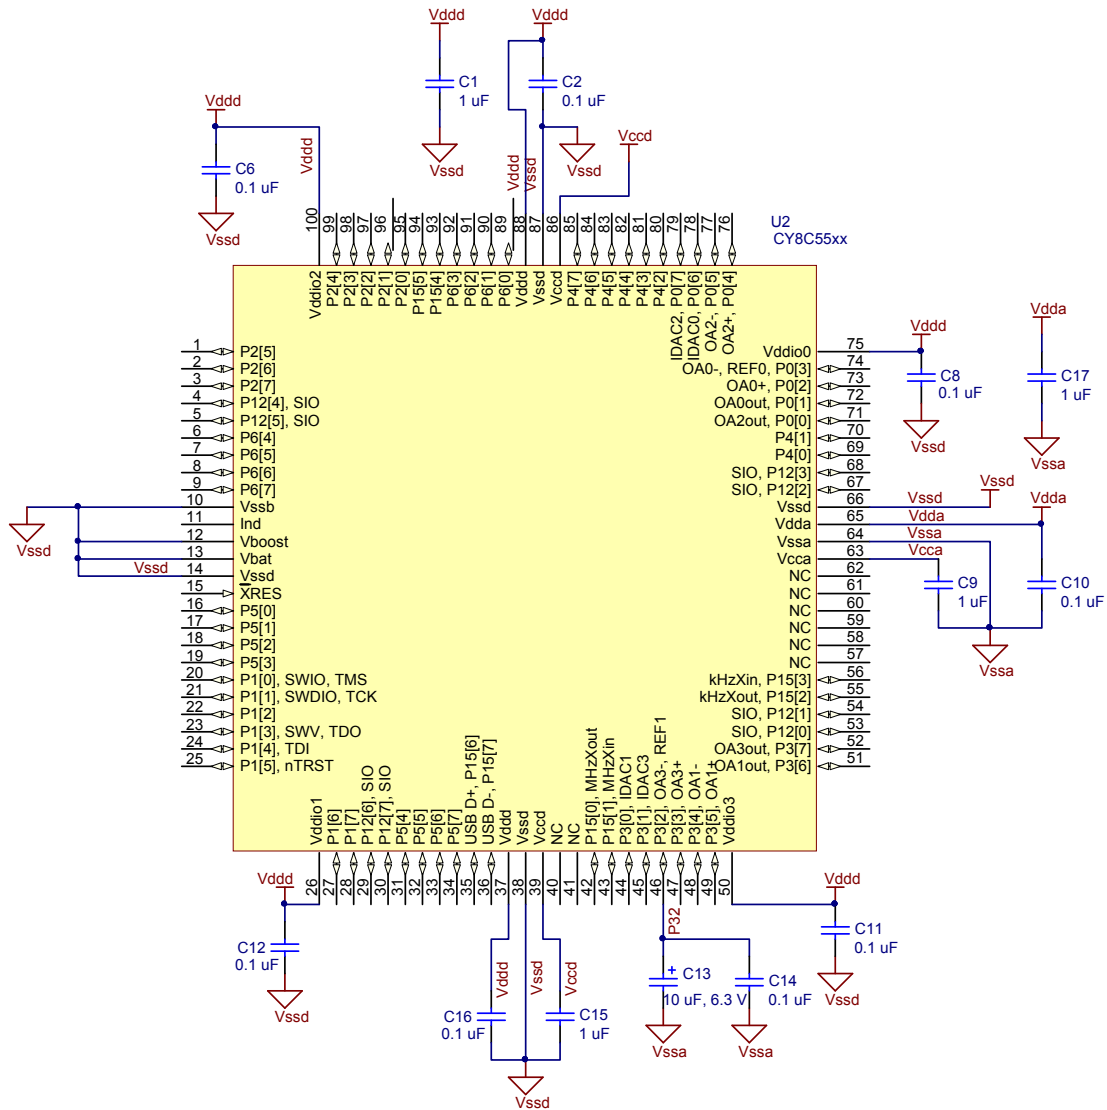 Vddd
Vddd
C1
1 uF
C2
0.1 uF
Vddd
C6
0.1 uF
Vddd
Vssd
Vssd
Vssd
Vccd
Vddd
Vssd
Vssd
U2
CY8C55xx
100
99
98
97
96
95
94
93
92
91
90
89
88
87
86
85
84
83
82
81
80
79
78
77
76
Vddio2
P2[4]
P2[3]
P2[2]
P2[1]
P2[0]
P15[5]
P15[4]
P6[3]
P6[2]
P6[1]
P6[0]
Vddd
Vssd
Vccd
P4[7]
P4[6]
P4[5]
P4[4]
P4[3]
P4[2]
IDAC2, P0[7]
IDAC0, P0[6]
OA2-, P0[5]
OA2+, P0[4]
1 P2[5]
2 P2[6]
3 P2[7]
4 P12[4], SIO
5 P12[5], SIO
6 P6[4]
7 P6[5]
8 P6[6]
9 P6[7]
10 Vssb
11 Ind
12 Vboost
13 Vbat
Vssd 14 Vssd
15 XRES
16 P5[0]
17 P5[1]
18 P5[2]
19 P5[3]
20 P1[0], SWIO, TMS
21 P1[1], SWDIO, TCK
22 P1[2]
23 P1[3], SWV, TDO
24 P1[4], TDI
25 P1[5], nTRST
Vssd
Vddio0 75
OA0-, REF0, P0[3] 74
OA0+, P0[2] 73
OA0out, P0[1] 72
OA2out, P0[0] 71
P4[1] 70
P4[0] 69
SIO, P12[3] 68
SIO, P12[2] 67
Vssd 66 Vssd
Vdda 65 Vdda
Vssa 64 Vssa
Vcca 63 Vcca
NC 62
NC 61
NC 60
NC 59
NC 58
NC 57
kHzXin, P15[3] 56
kHzXout, P15[2] 55
SIO, P12[1] 54
SIO, P12[0] 53
OA3out, P3[7] 52
OA1out, P3[6] 51
Vddd
C8
0.1 uF
Vssd
Vdda
C17
1 uF
Vssa
Vssd
Vdda
C9
1 uF
C10
0.1 uF
Vssa
Vddio1
P1[6]
P1[7]
P12[6], SIO
P12[7], SIO
P5[4]
P5[5]
P5[6]
P5[7]
USB D+, P15[6]
USB D-, P15[7]
Vddd
Vssd
Vccd
NC
NC
P15[0], MHzXout
P15[1], MHzXin
P3[0], IDAC1
P3[1], IDAC3
P3[2], OA3-, REF1
P3[3], OA3+
P3[4], OA1-
P3[5], OA1+
Vddio3
26
27
28
29
30
31
32
33
34
35
36
37
38
39
40
41
42
43
44
45
46
47
48
49
50
Vddd
C12
0.1 uF
Vssd
Vddd
Vssd
Vccd
C16
0.1 uF
C15
1 uF
Vssd
P32
+
C13
10 uF, 6.3 V
Vssa
C14
0.1 uF
Vssa
Vddd
C11
0.1 uF
Vssd